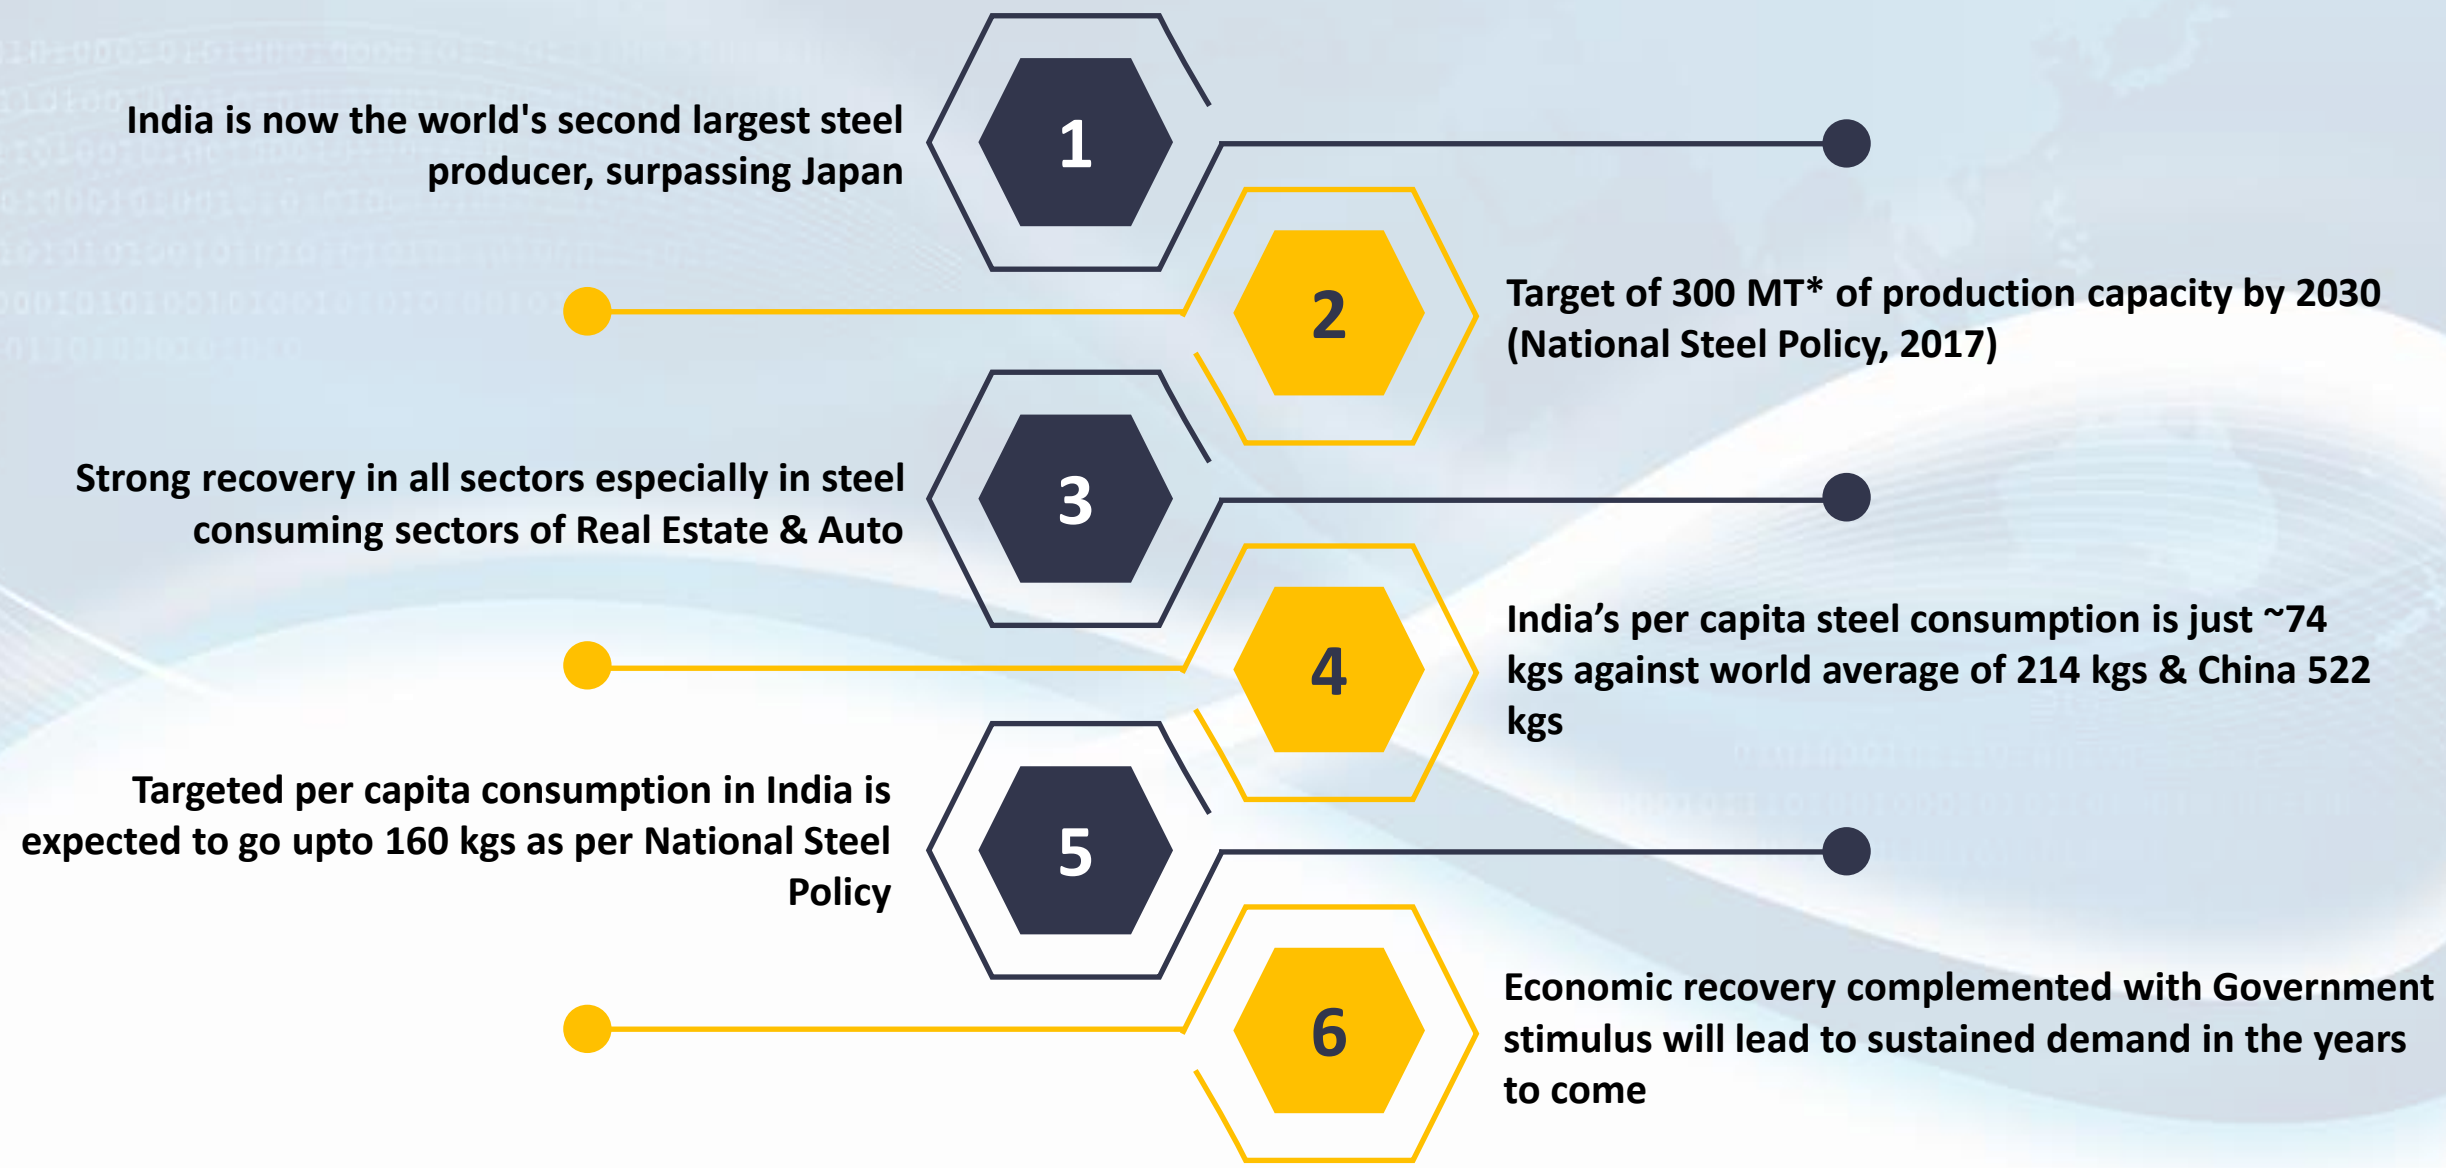 1
India is now the world's second largest steel
producer, surpassing Japan
2
Target of 300 MT* of production capacity by 2030
(National Steel Policy, 2017)
3
Strong recovery in all sectors especially in steel
consuming sectors of Real Estate & Auto
4
India’s per capita steel consumption is just ~74
kgs against world average of 214 kgs & China 522
kgs
5
Targeted per capita consumption in India is
expected to go upto 160 kgs as per National Steel
Policy
6
Economic recovery complemented with Government
stimulus will lead to sustained demand in the years
to come